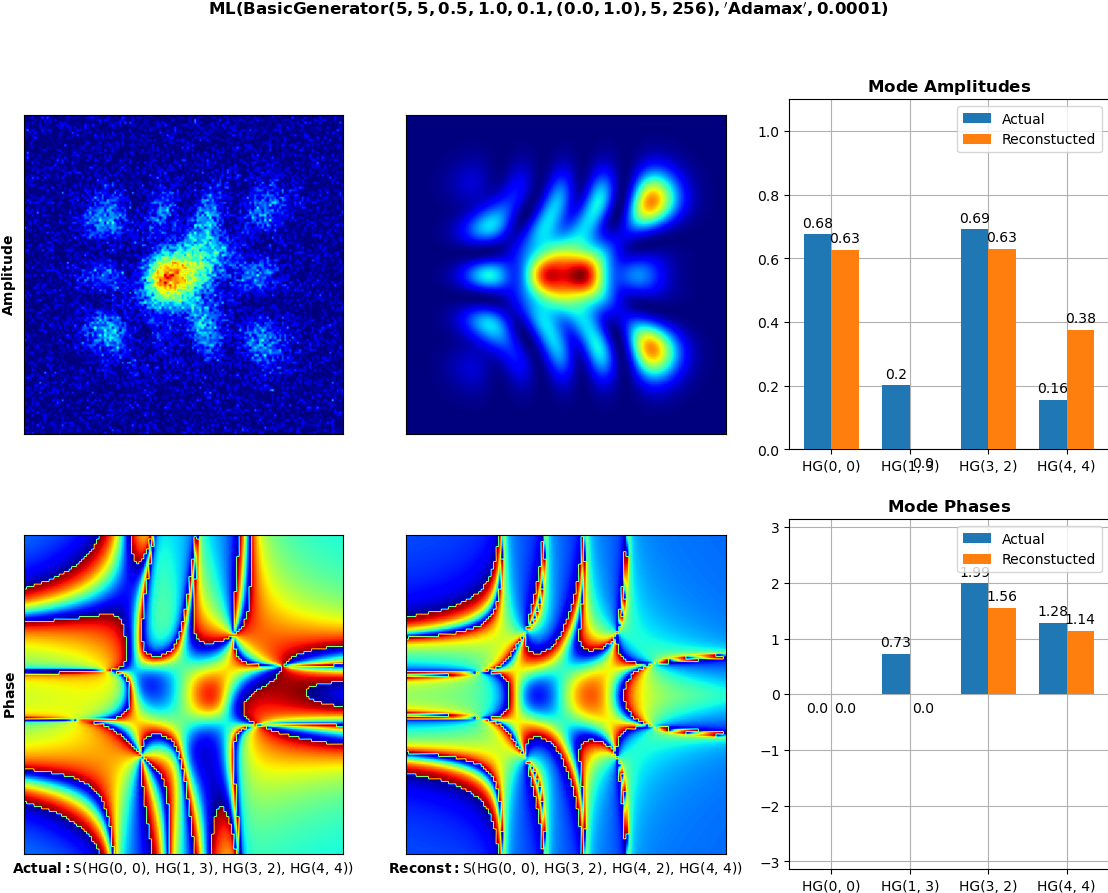 ML(BasicGenerator(5, 5, 0.5, 1.0, 0.1, (0.0, 1.0), 5, 256), 'Adamax', 0.0001)
Amplitude
Mode Amplitudes
Actual
Reconstucted
1.0
0.8
0.6
0.4
0.2
0.0
0.68
0.63
0.2
0.0
0.69
0.63
0.16
0.38
HG(0, 0)
HG(1, 3)
HG(3, 2)
HG(4, 4)
Phase
Actual: S(HG(0, 0), HG(1, 3), HG(3, 2), HG(4, 4))
Reconst: S(HG(0, 0), HG(3, 2), HG(4, 2), HG(4, 4))
Mode Phases
Actual
Reconstucted
3
2
1
0
−1
−2
−3
0.0
0.0
0.73
0.0
1.99
1.56
1.28
1.14
HG(0, 0)
HG(1, 3)
HG(3, 2)
HG(4, 4)